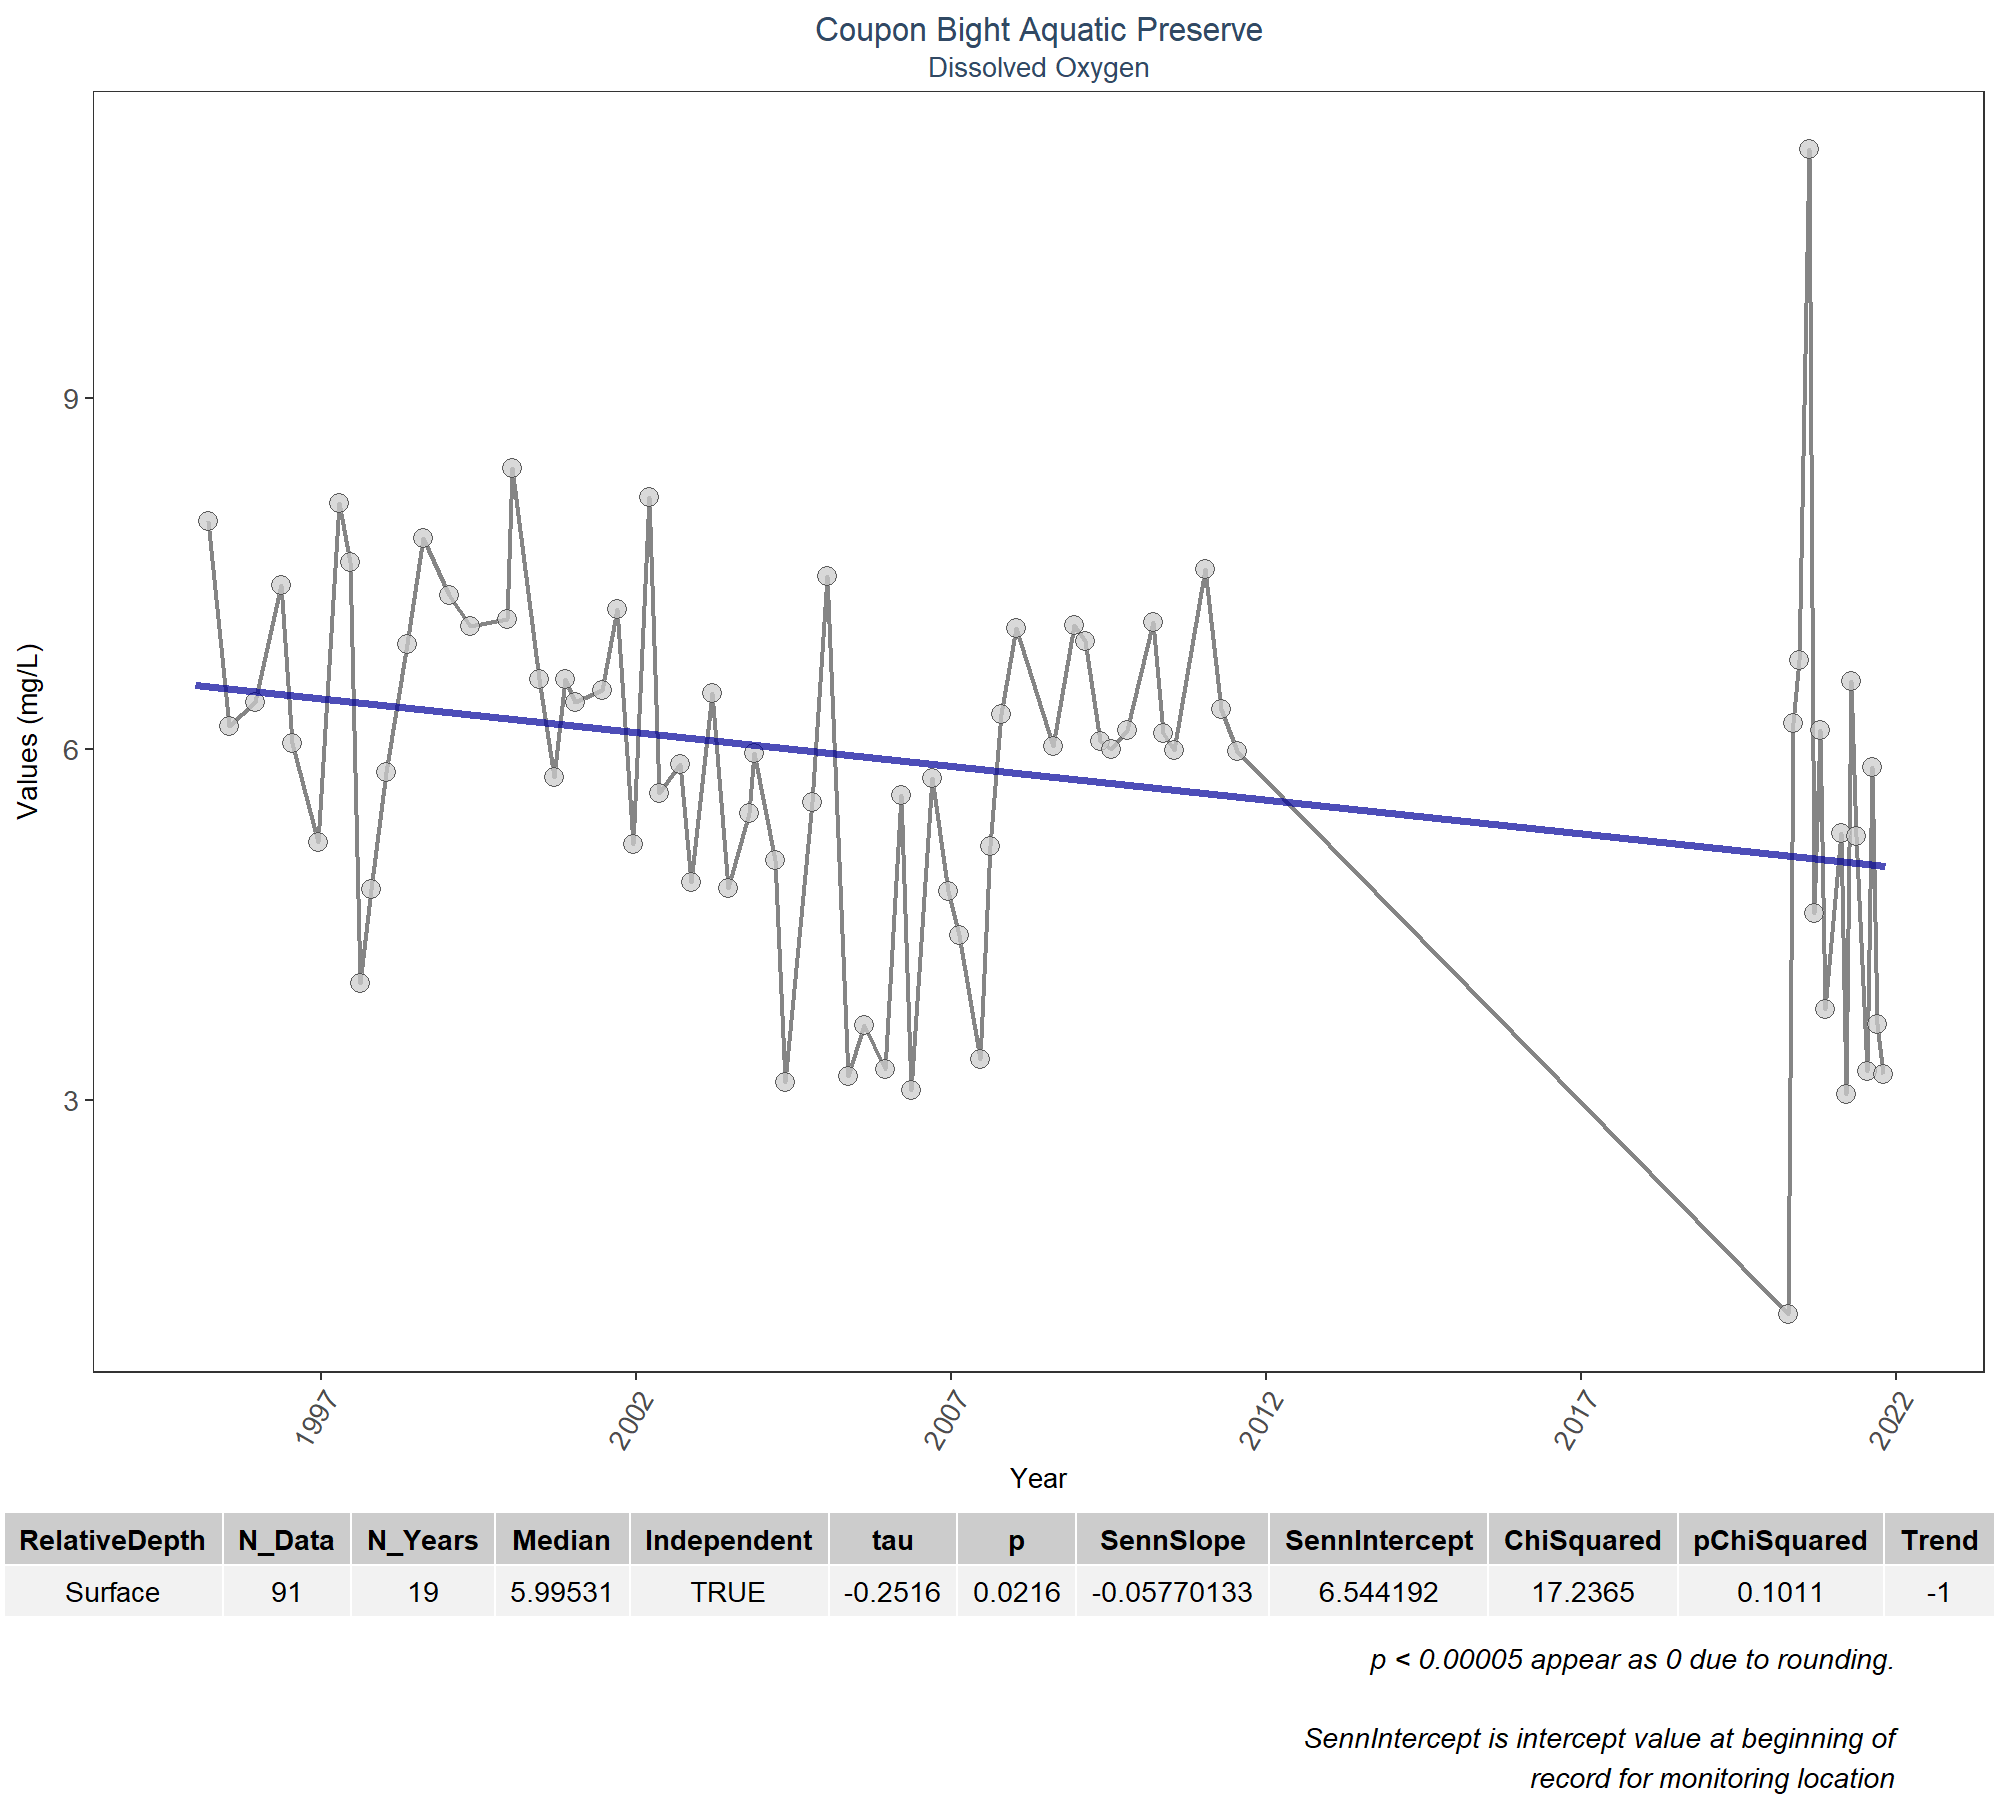 Coupon Bight Aquatic Preserve
Dissolved Oxygen
Values (mg/L)
9
6
3
1997
2002
2007
2012
2017
2022
Year
RelativeDepth N_Data N_Years Median Independent tau p SennSlope SennIntercept ChiSquared pChiSquared Trend
Surface 91 19 5.99531 TRUE -0.2516 0.0216 -0.05770133 6.544192 17.2365 0.1011 -1
p < 0.00005 appear as 0 due to rounding.
SennIntercept is intercept value at beginning of
record for monitoring location